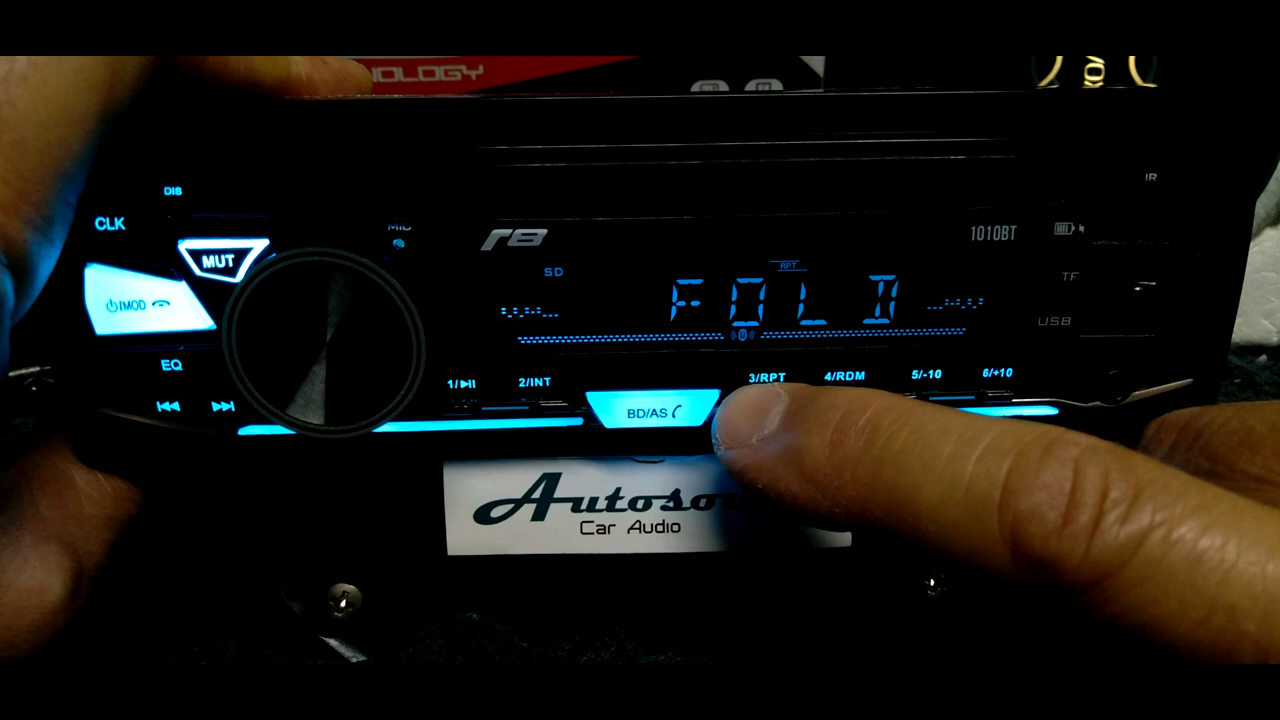 NOLOGY
IR
DIS
CLK
MIC
MUT
r8
1010BT
SD
RPT
FOLD
TF
/MOD
USB
EQ
1/
2/INT
3/RPT
4/RDM
5/-10
6/+10
BD/AS
Autoso
Car Audio